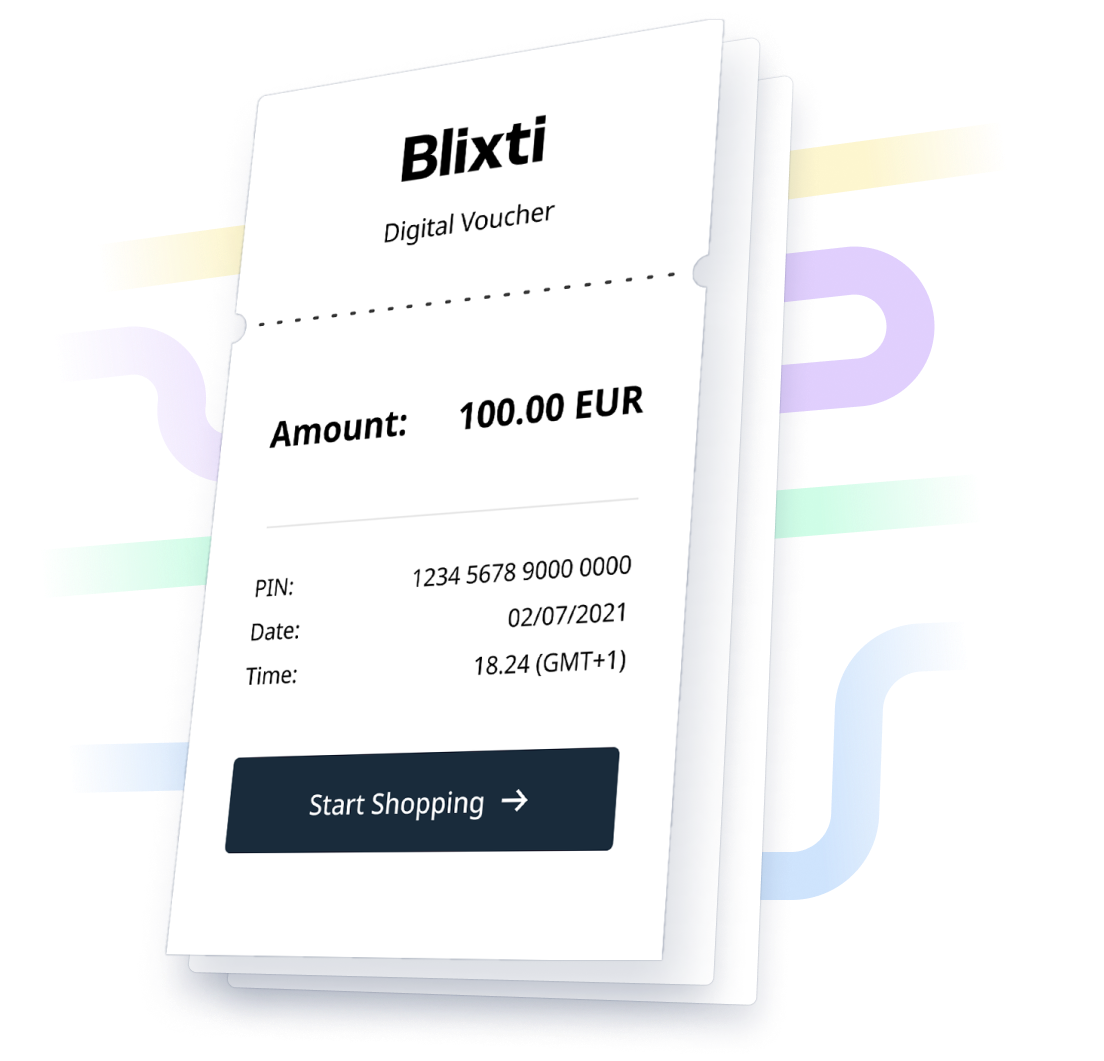 Blixti
Digital Voucher
Amount: 100.00 EUR
PIN: 1234 5678 9000 0000
Date: 02/07/2021
Time: 18.24 (GMT+1)
Start Shopping →